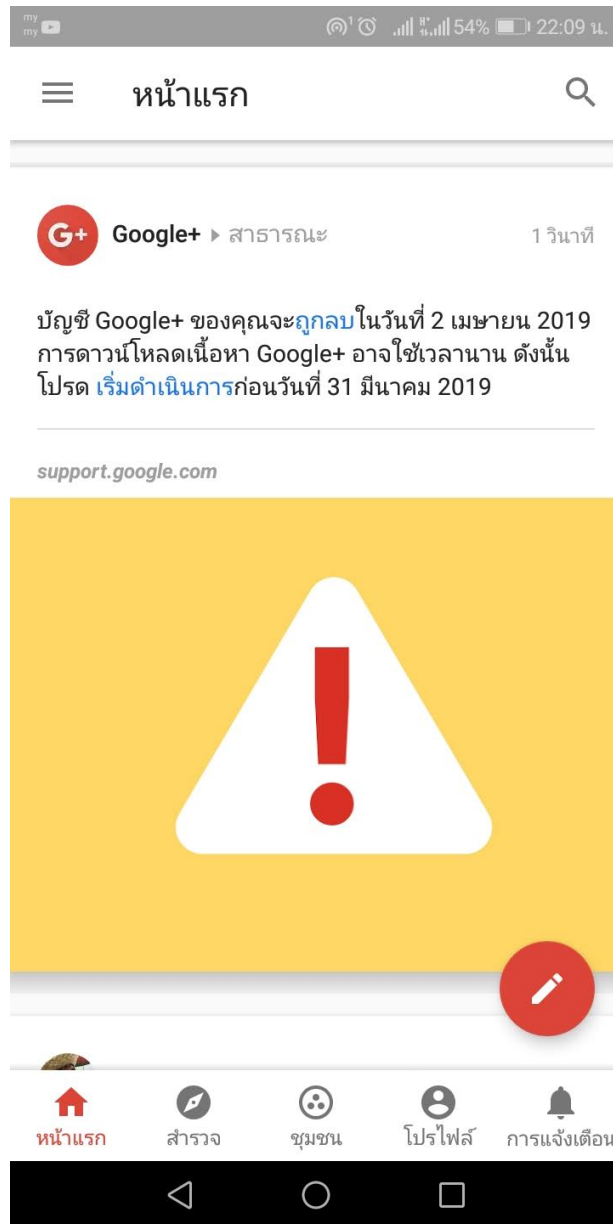 my
my
1
H+
4G
54%
22:09 น.
หน้าแรก
G+
Google+ ▸ สาธารณะ
1 วินาที
บัญชี Google+ ของคุณจะถูกลบในวันที่ 2 เมษายน 2019
การดาวน์โหลดเนื้อหา Google+ อาจใช้เวลานาน ดังนั้น
โปรด เริ่มดำเนินการก่อนวันที่ 31 มีนาคม 2019
support.google.com
!
หน้าแรก
สำรวจ
ชุมชน
โปรไฟล์
การแจ้งเตือน